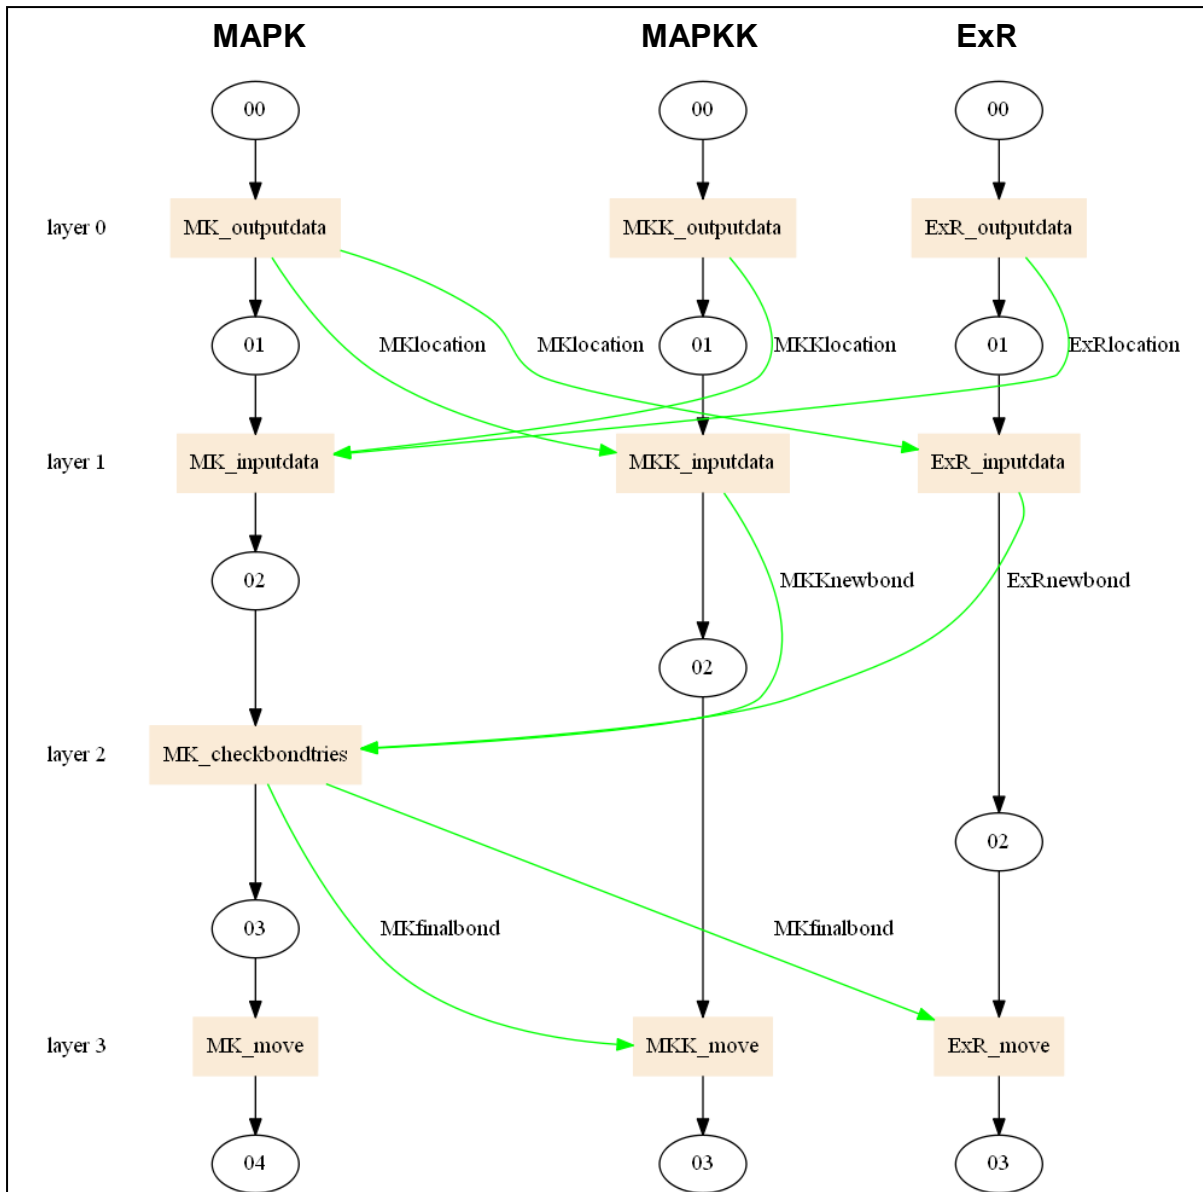 MAPK MAPKK ExR
00 00 00
layer 0 MK_outputdata MKK_outputdata ExR_outputdata
01 MKlocation MKlocation 01 MKKlocation 01 ExRlocation
layer 1 MK_inputdata MKK_inputdata ExR_inputdata
02 MKKnewbond ExRnewbond
02
layer 2 MK_checkbondtries
02
03 MKfinalbond MKfinalbond
layer 3 MK_move MKK_move ExR_move
04 03 03